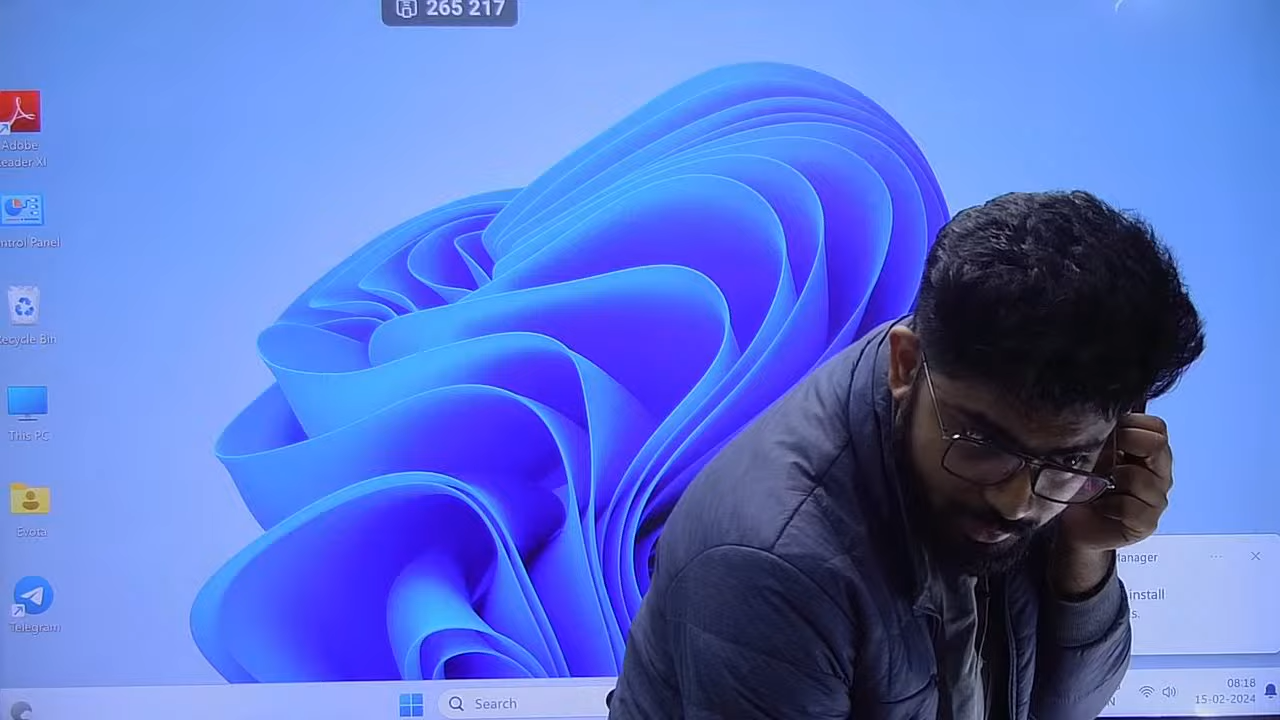 265 217
Adobe
eader XI
ntrol Panel
ecycle Bin
This PC
Evota
Telegram
Manager
install
s.
Search
08:18
15-02-2024